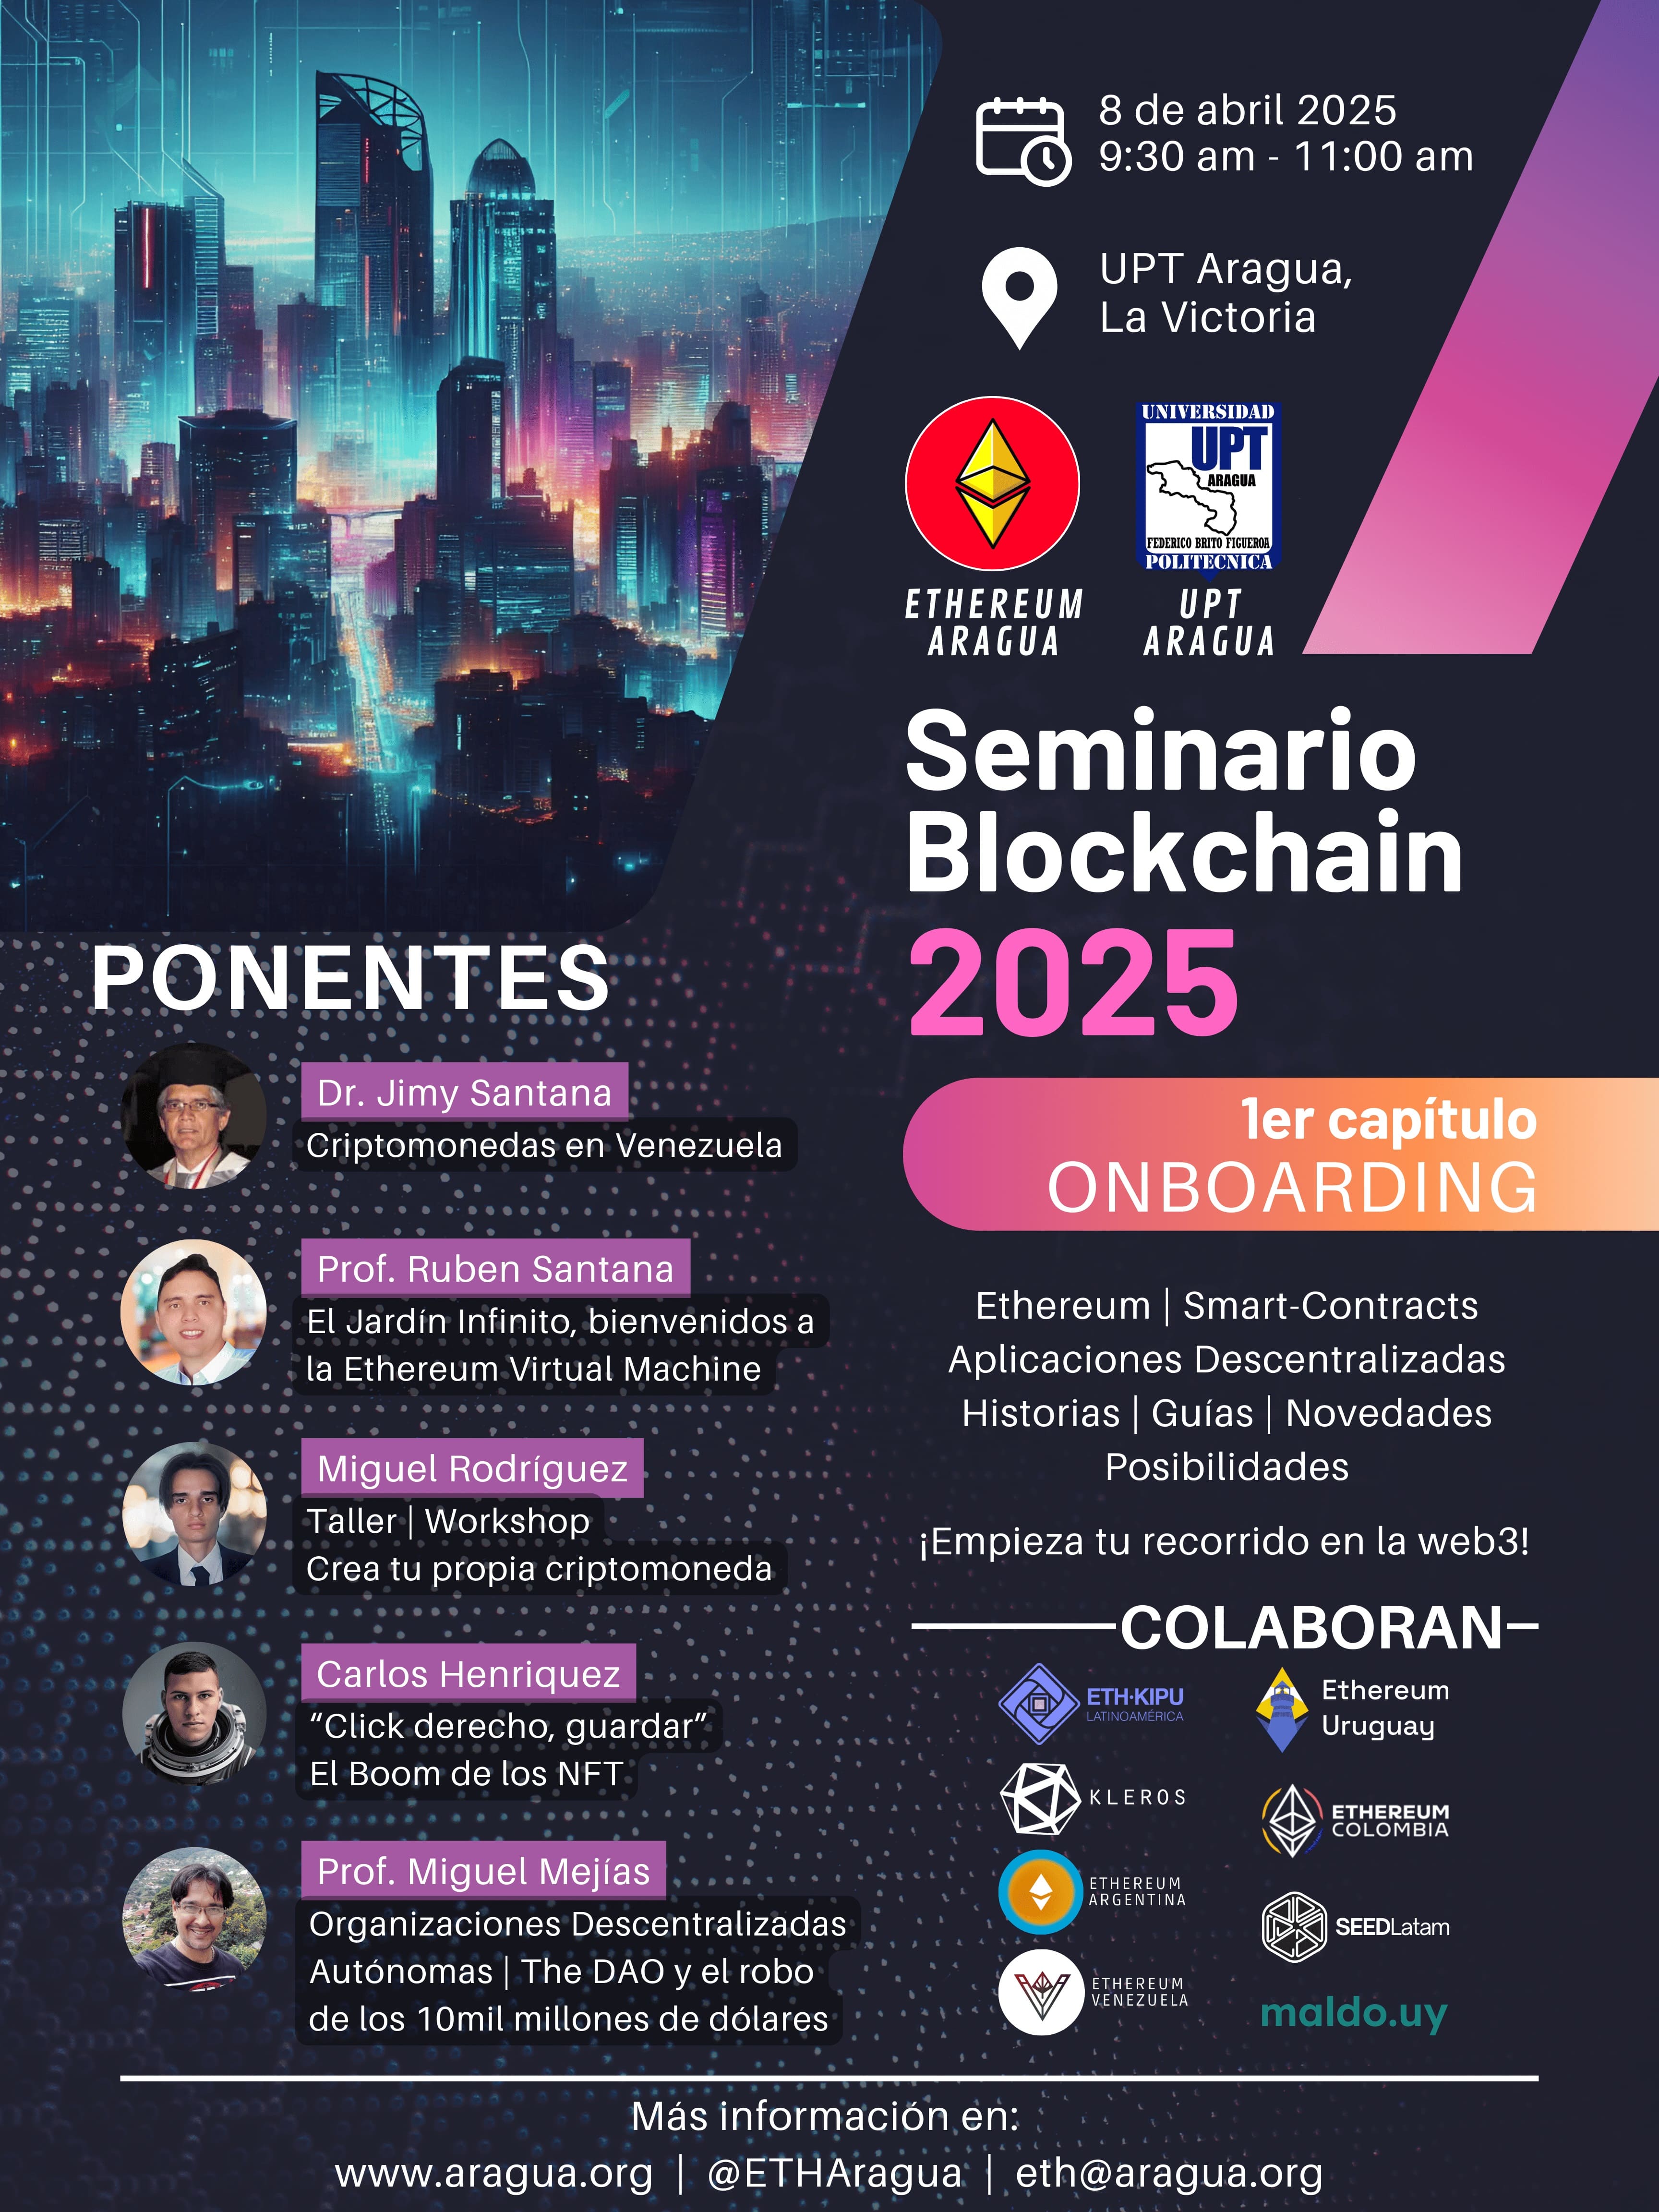 8 de abril 2025
9:30 am - 11:00 am
UPT Aragua,
La Victoria
UNIVERSIDAD
UPT
ARAGUA
FEDERICO BRITO FIGUEROA
POLITECNICA
ETHEREUM
ARAGUA
UPT
ARAGUA
Seminario
Blockchain
2025
1er capítulo
ONBOARDING
Ethereum | Smart-Contracts
Aplicaciones Descentralizadas
Historias | Guías | Novedades
Posibilidades
¡Empieza tu recorrido en la web3!
PONENTES
Dr. Jimy Santana
Criptomonedas en Venezuela
Prof. Ruben Santana
El Jardín Infinito, bienvenidos a
la Ethereum Virtual Machine
Miguel Rodríguez
Taller | Workshop
Crea tu propia criptomoneda
Carlos Henriquez
“Click derecho, guardar”
El Boom de los NFT
Prof. Miguel Mejías
Organizaciones Descentralizadas
Autónomas | The DAO y el robo
de los 10mil millones de dólares
COLABORAN
ETH·KIPU
LATINOAMÉRICA
Ethereum
Uruguay
KLEROS
ETHEREUM
COLOMBIA
ETHEREUM
ARGENTINA
SEEDLatam
ETHEREUM
VENEZUELA
maldo.uy
Más información en:
www.aragua.org | @ETHAragua | eth@aragua.org